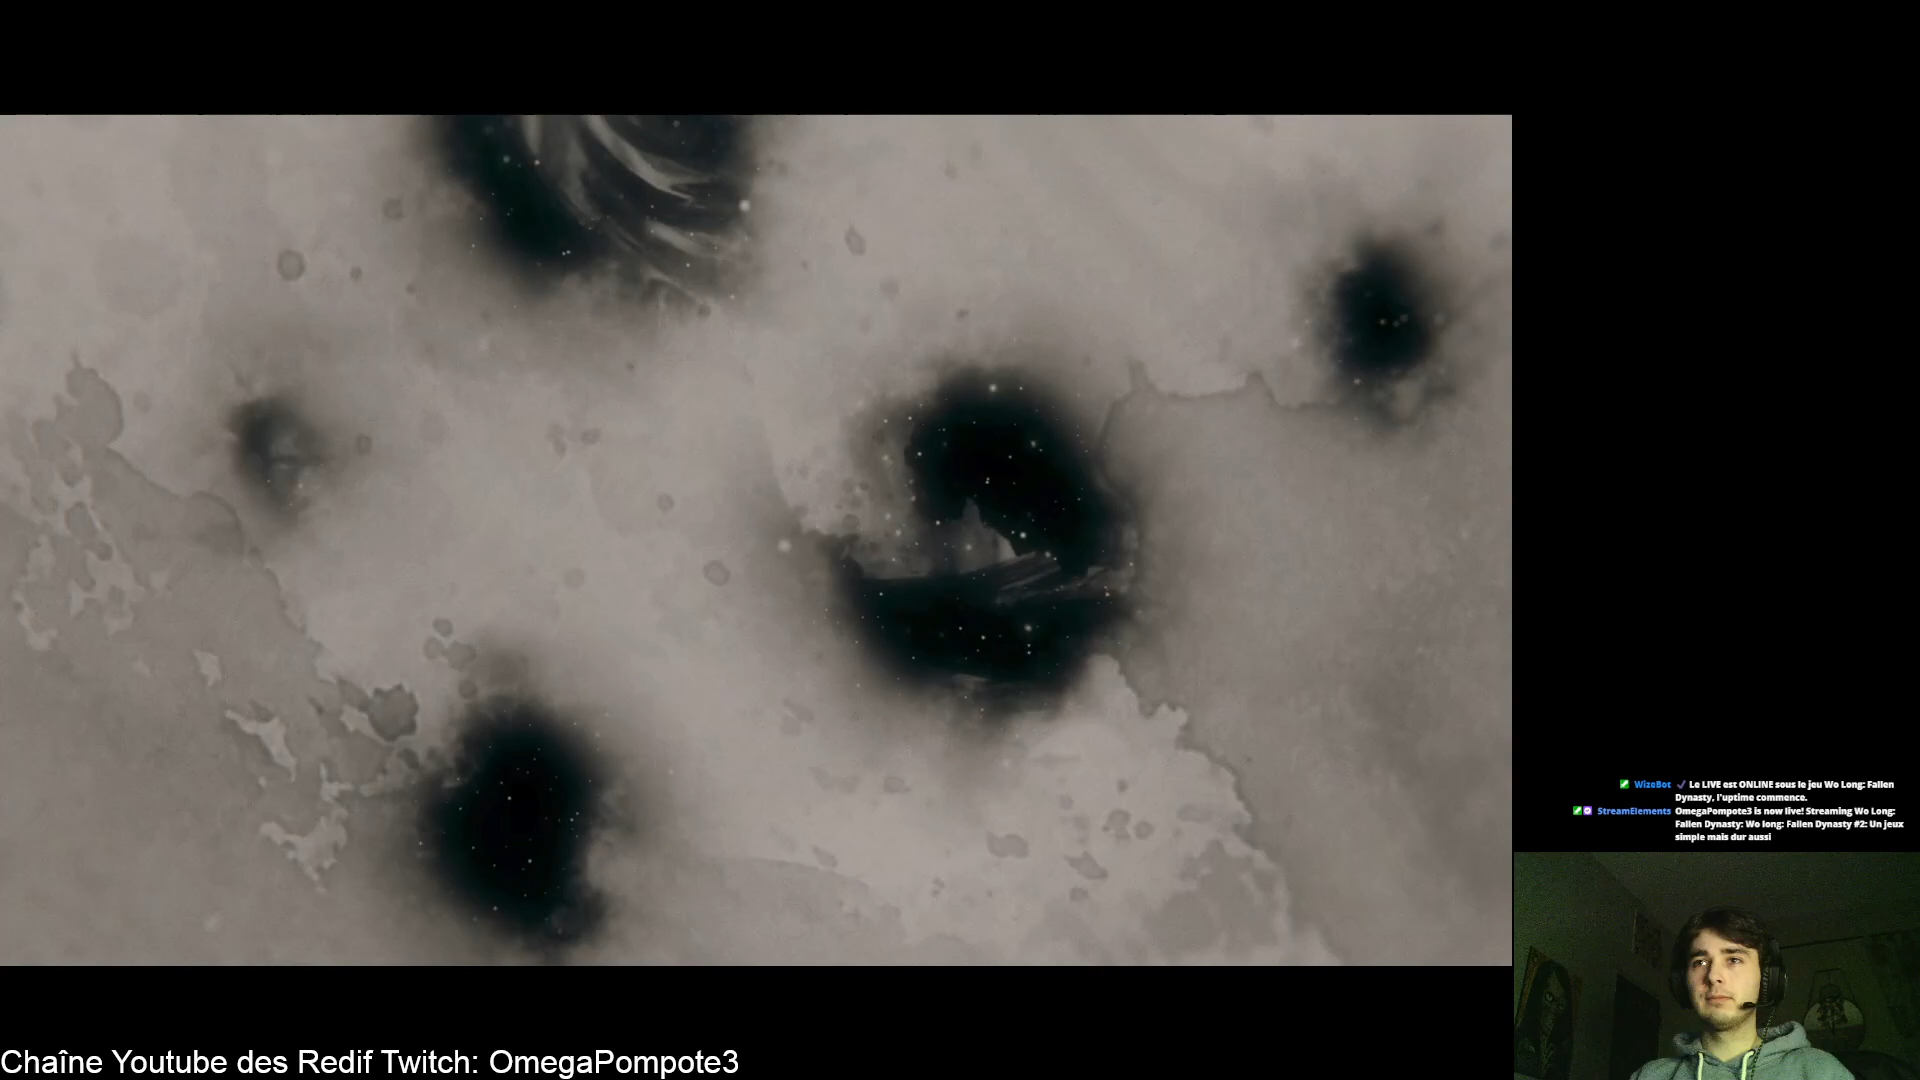 WizeBot ✓ Le LIVE est ONLINE sous le jeu Wo Long: Fallen
Dynasty, l'uptime commence.
StreamElements OmegaPompote3 is now live! Streaming Wo Long:
Fallen Dynasty: Wo long: Fallen Dynasty #2: Un jeux
simple mais dur aussi
Chaîne Youtube des Redif Twitch: OmegaPompote3